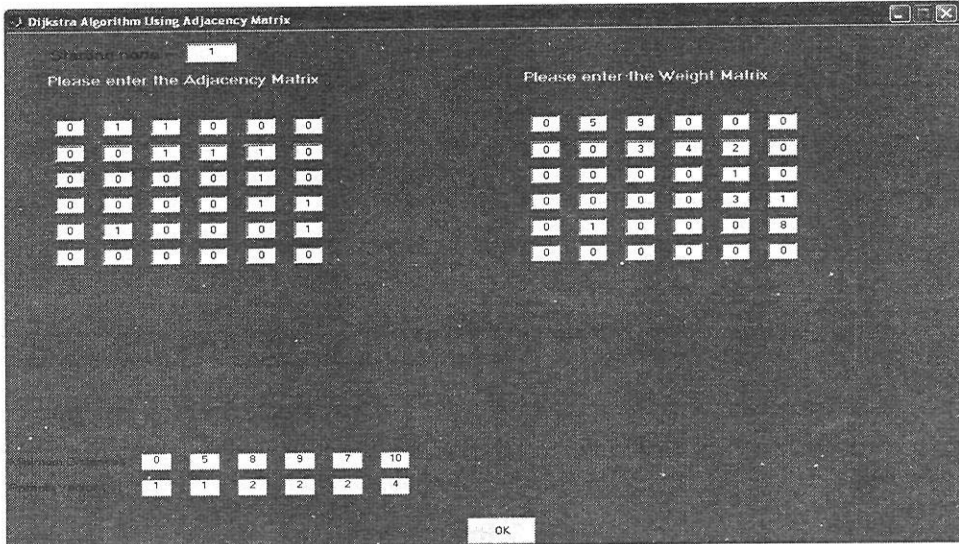 Dijkstra Algorithm Using Adjacency Matrix
Starting node 1
Please enter the Adjacency Matrix
0 1 1 0 0 0
0 0 1 1 1 0
0 0 0 0 1 0
0 0 0 0 1 1
0 1 0 0 0 1
0 0 0 0 0 0
Please enter the Weight Matrix
0 5 9 0 0 0
0 0 3 4 2 0
0 0 0 0 1 0
0 0 0 0 3 1
0 1 0 0 0 8
0 0 0 0 0 0
0 5 8 9 7 10
1 1 2 2 2 4
OK